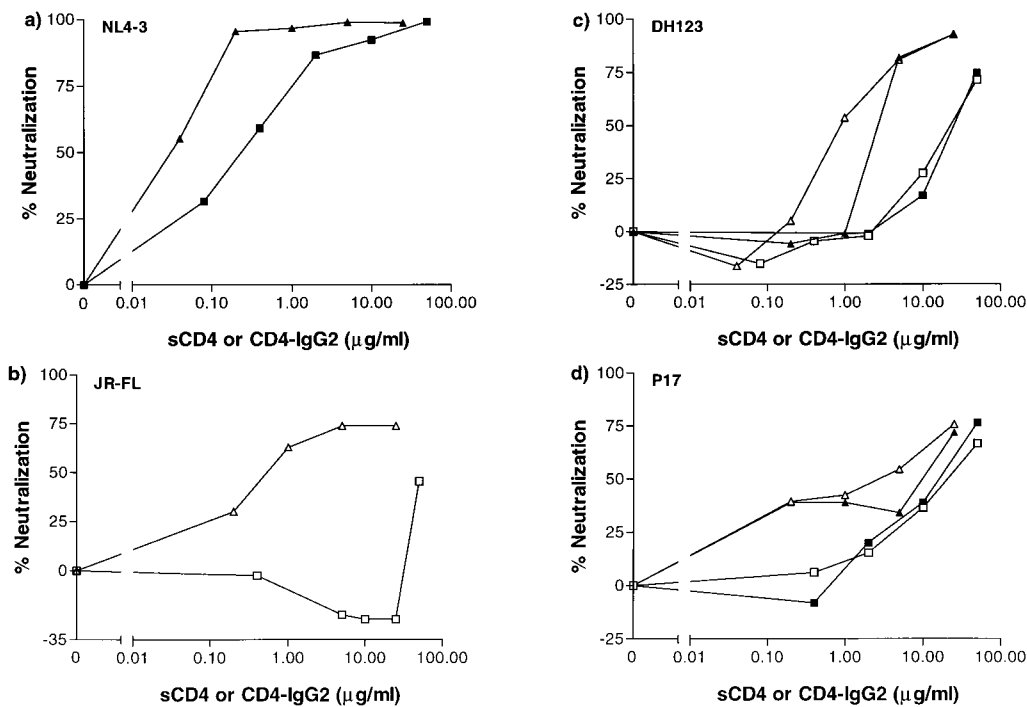 a) NL4-3
100
75
50
25
0
% Neutralization
0 0.01 0.10 1.00 10.00 100.00
sCD4 or CD4-IgG2 (μg/ml)
b) JR-FL
100
75
50
25
0
-35
% Neutralization
0 0.01 0.10 1.00 10.00 100.00
sCD4 or CD4-IgG2 (μg/ml)
c) DH123
100
75
50
25
0
-25
% Neutralization
0 0.01 0.10 1.00 10.00 100.00
sCD4 or CD4-IgG2 (μg/ml)
d) P17
100
75
50
25
0
-25
% Neutralization
0 0.01 0.10 1.00 10.00 100.00
sCD4 or CD4-IgG2 (μg/ml)